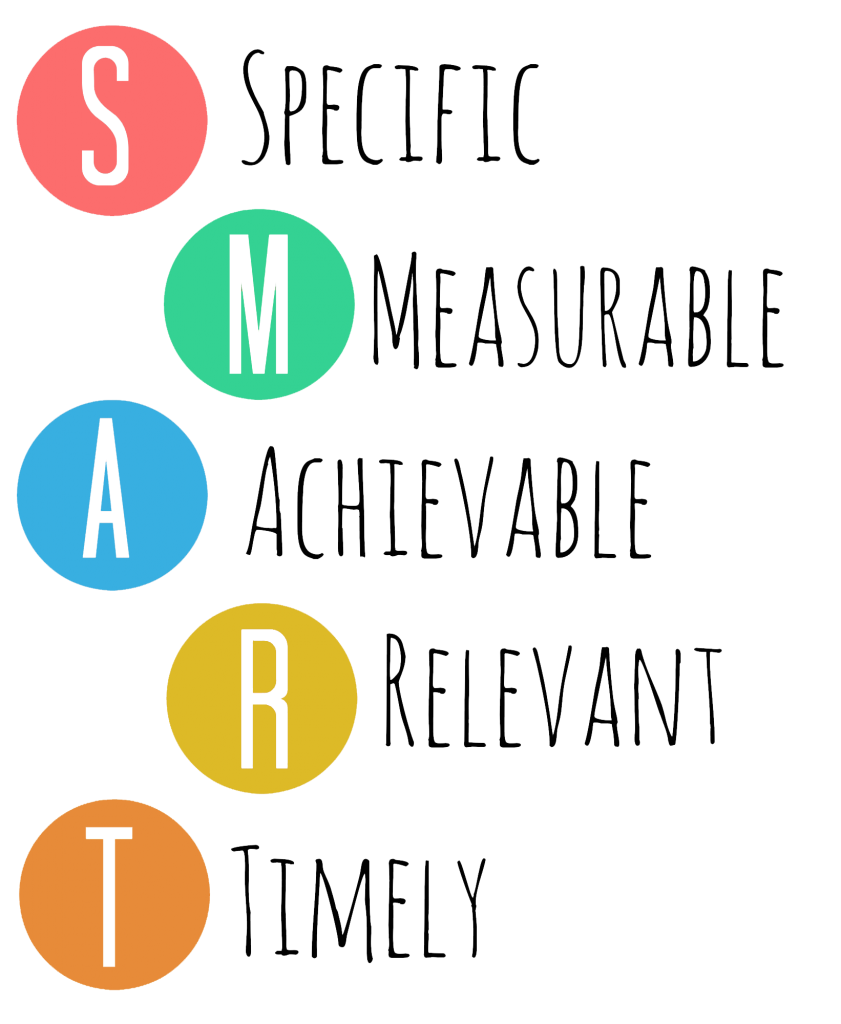 S Specific
M Measurable
A Achievable
R Relevant
T Timely